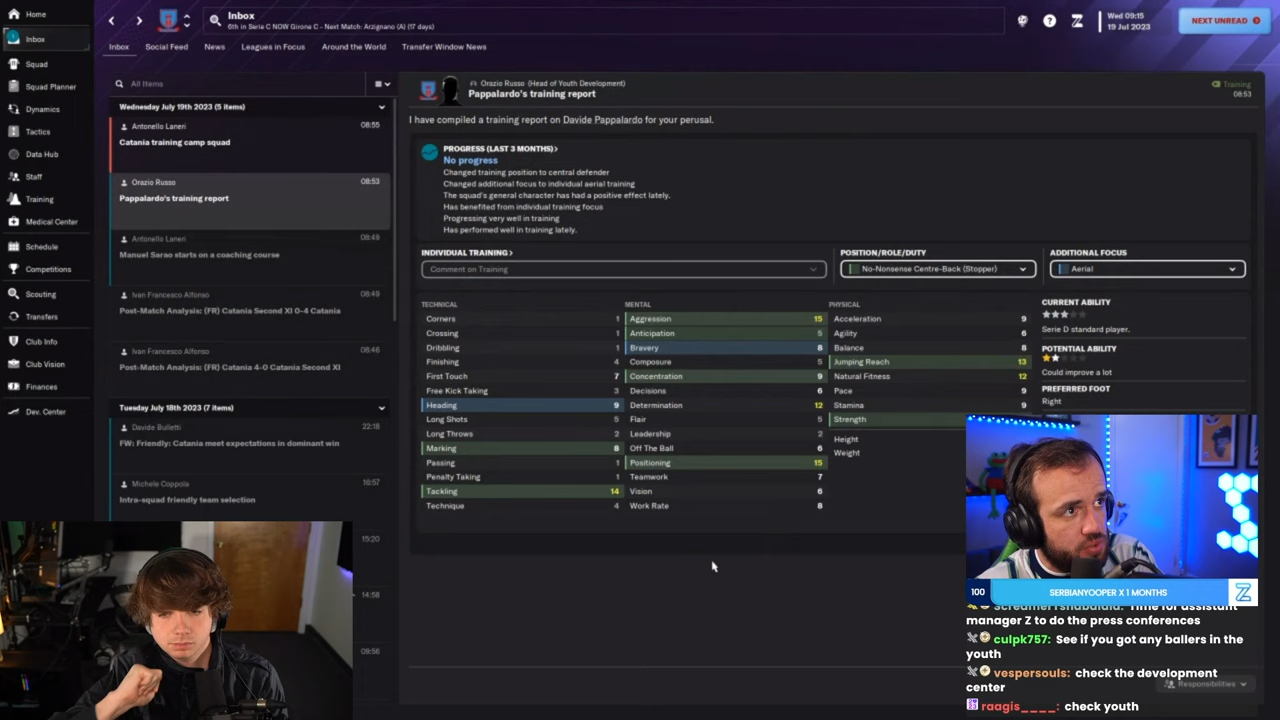 Home
Inbox
Squad
Squad Planner
Dynamics
Tactics
Data Hub
Staff
Training
Medical Center
Schedule
Competitions
Scouting
Transfers
Club Info
Club Vision
Finances
Dev. Center
Inbox
6th in Serie C NOW Girone C - Next Match: Arzignano (A) (17 days)
Wed 09:15
19 Jul 2023
NEXT UNREAD
Inbox
Social Feed
News
Leagues in Focus
Around the World
Transfer Window News
All Items
Wednesday July 19th 2023 (5 items)
Antonello Laneri 08:55
Catania training camp squad
Orazio Russo 08:53
Pappalardo's training report
Antonello Laneri 08:49
Manuel Sarao starts on a coaching course
Ivan Francesco Alfonso 08:49
Post-Match Analysis: (FR) Catania Second XI 0-4 Catania
Ivan Francesco Alfonso 08:46
Post-Match Analysis: (FR) Catania 4-0 Catania Second XI
Tuesday July 18th 2023 (7 items)
Davide Bulletti 22:18
FW: Friendly: Catania meet expectations in dominant win
Michele Coppola 16:57
Intra-squad friendly team selection
15:20
14:58
09:56
Orazio Russo (Head of Youth Development)
Pappalardo's training report
Training
08:53
I have compiled a training report on Davide Pappalardo for your perusal.
PROGRESS (LAST 3 MONTHS)>
No progress
Changed training position to central defender
Changed additional focus to individual aerial training
The squad's general character has had a positive effect lately.
Has benefited from individual training focus
Progressing very well in training
Has performed well in training lately.
INDIVIDUAL TRAINING>
Comment on Training
POSITION/ROLE/DUTY
No-Nonsense Centre-Back (Stopper)
ADDITIONAL FOCUS
Aerial
TECHNICAL
Corners 1
Crossing 1
Dribbling 1
Finishing 4
First Touch 7
Free Kick Taking 3
Heading 9
Long Shots 5
Long Throws 2
Marking 8
Passing 1
Penalty Taking 1
Tackling 14
Technique 4
MENTAL
Aggression 15
Anticipation 5
Bravery 8
Composure 5
Concentration 9
Decisions 6
Determination 12
Flair 5
Leadership 2
Off The Ball 6
Positioning 15
Teamwork 7
Vision 6
Work Rate 8
PHYSICAL
Acceleration 9
Agility 6
Balance 8
Jumping Reach 13
Natural Fitness 12
Pace 9
Stamina 9
Strength
Height
Weight
CURRENT ABILITY
Serie D standard player.
POTENTIAL ABILITY
Could improve a lot
PREFERRED FOOT
Right
100 SERBIANYOOPER X 1 MONTHS Z
Time for assistant
manager Z to do the press conferences
culpk757: See if you got any ballers in the
youth
vespersouls: check the development
center
raagis____: check youth
Responsibilities